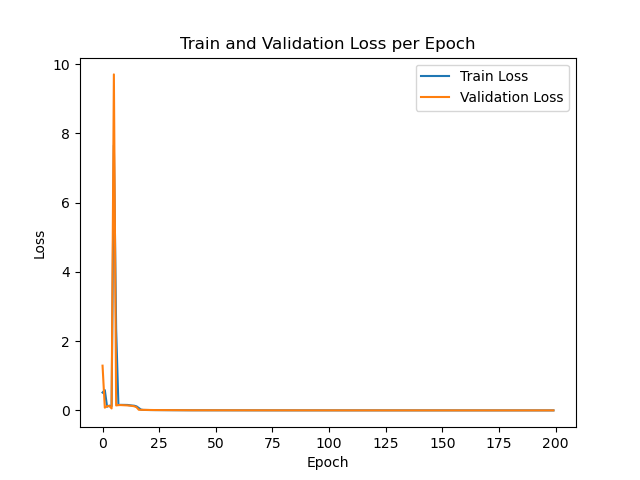 Train and Validation Loss per Epoch
Train Loss
Validation Loss
10
8
6
4
2
0
Loss
0 25 50 75 100 125 150 175 200
Epoch